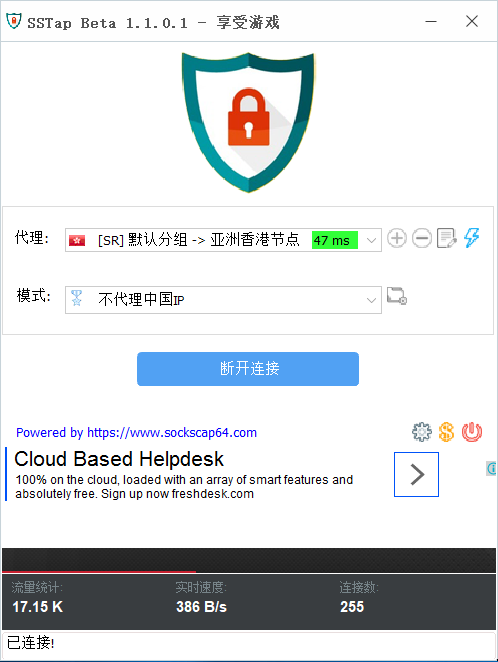 SSTap Beta 1.1.0.1 - 享受游戏
代理: [SR] 默认分组 -> 亚洲香港节点 47 ms
模式: 不代理中国IP
断开连接
Powered by https://www.sockscap64.com
Cloud Based Helpdesk
100% on the cloud, loaded with an array of smart features and
absolutely free. Sign up now freshdesk.com
流量统计: 实时速度: 连接数:
17.15 K 386 B/s 255
已连接!